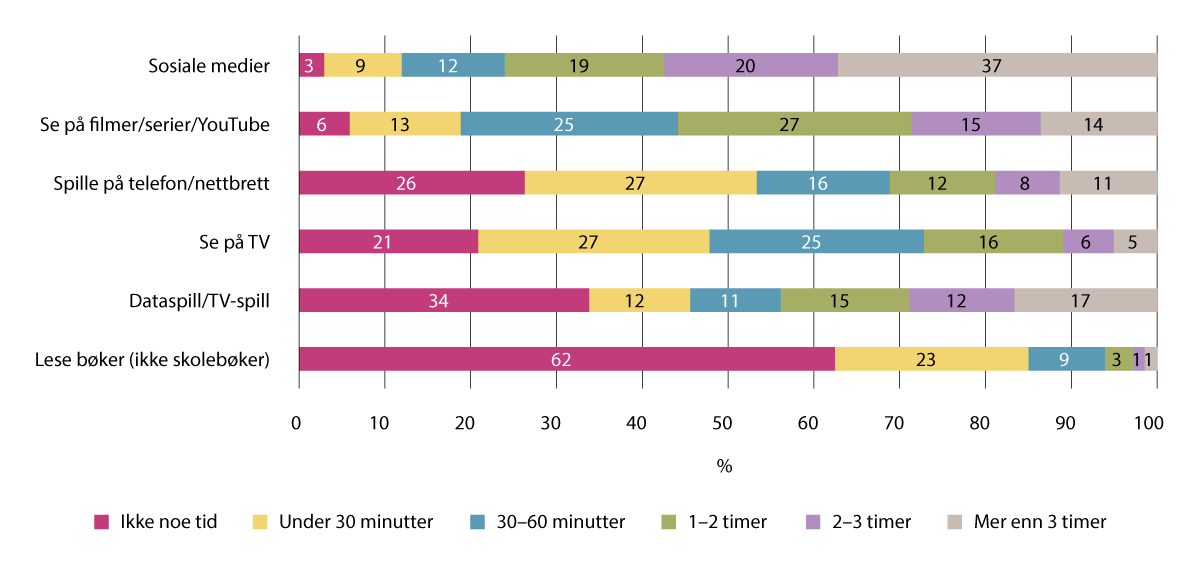 Sosiale medier 3 9 12 19 20 37
Se på filmer/serier/YouTube 6 13 25 27 15 14
Spille på telefon/nettbrett 26 27 16 12 8 11
Se på TV 21 27 25 16 6 5
Dataspill/TV-spill 34 12 11 15 12 17
Lese bøker (ikke skolebøker) 62 23 9 3 1 1
0 10 20 30 40 50 60 70 80 90 100
%
Ikke noe tid Under 30 minutter 30–60 minutter 1–2 timer 2–3 timer Mer enn 3 timer